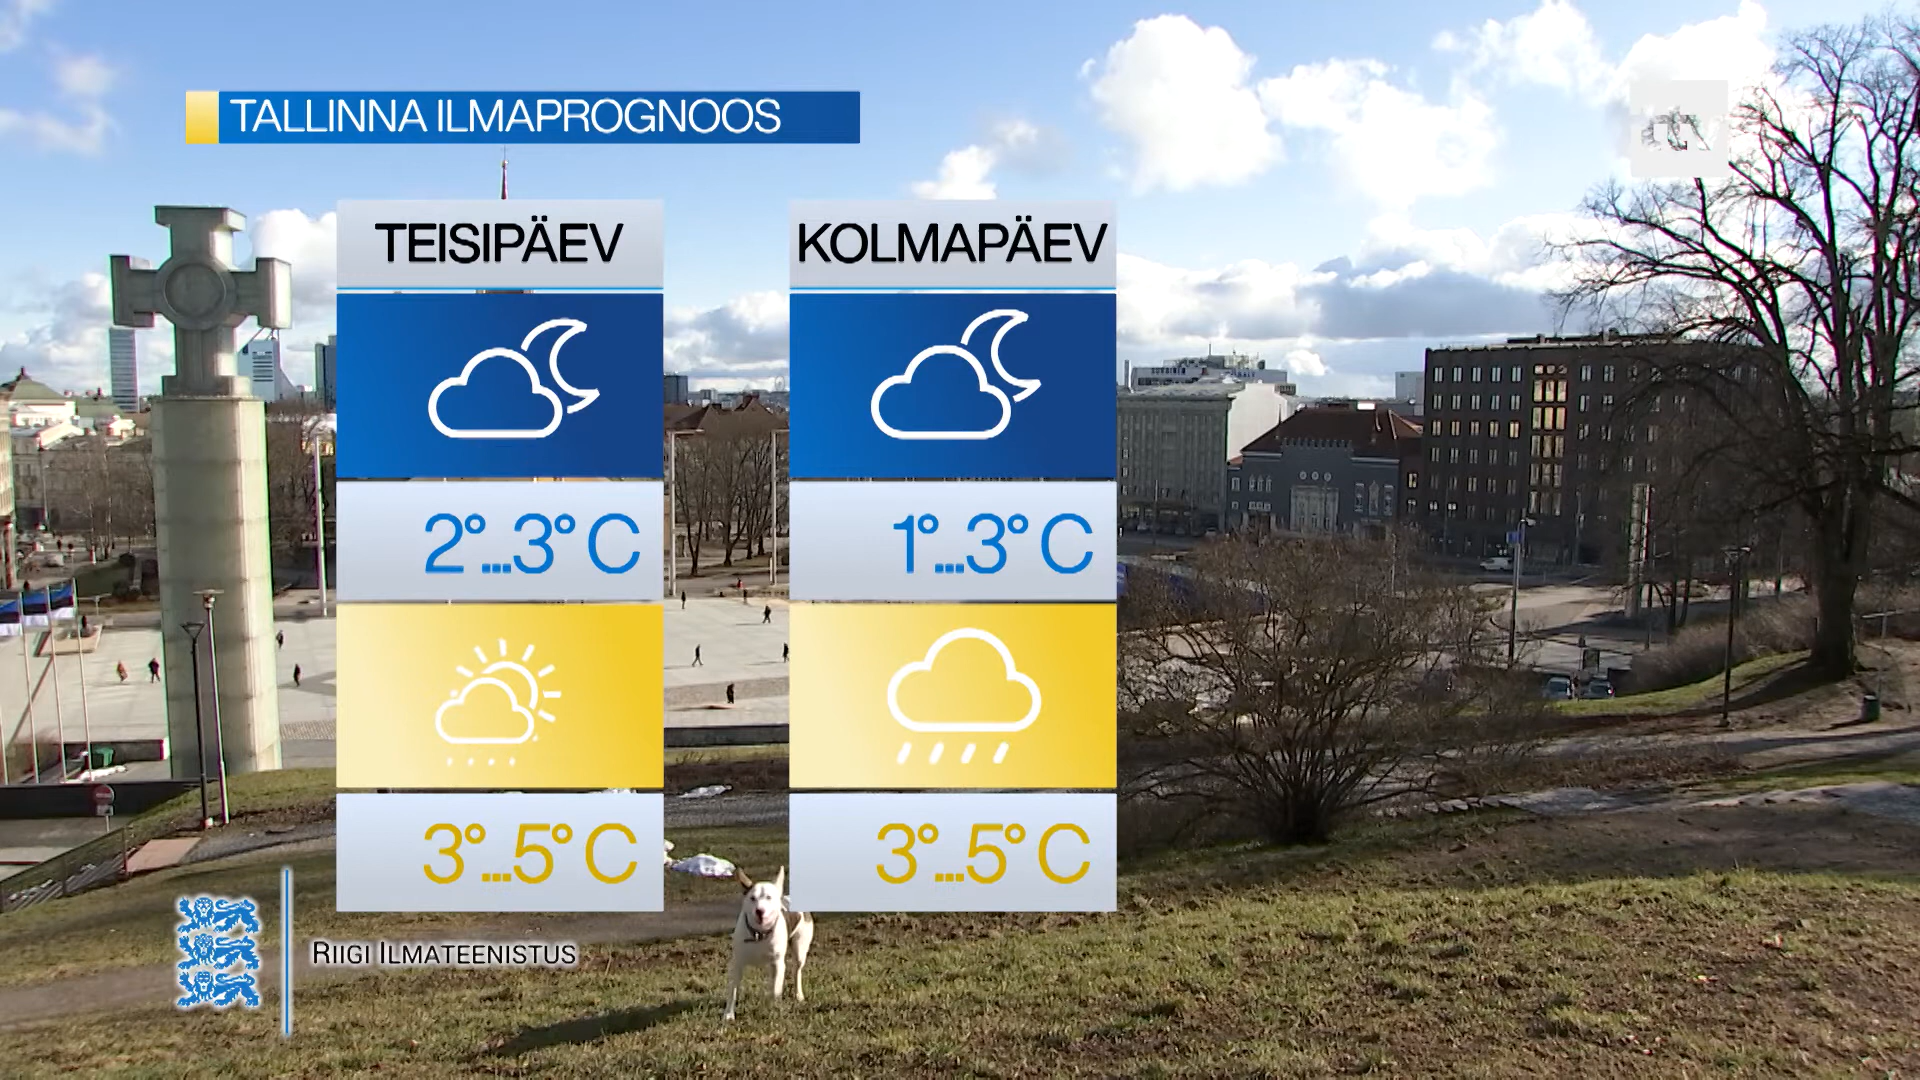 TALLINNA ILMAPROGNOOS
TEISIPÄEV
KOLMAPÄEV
2°...3°C
1°...3°C
3°...5°C
3°...5°C
RIIGI ILMATEENISTUS